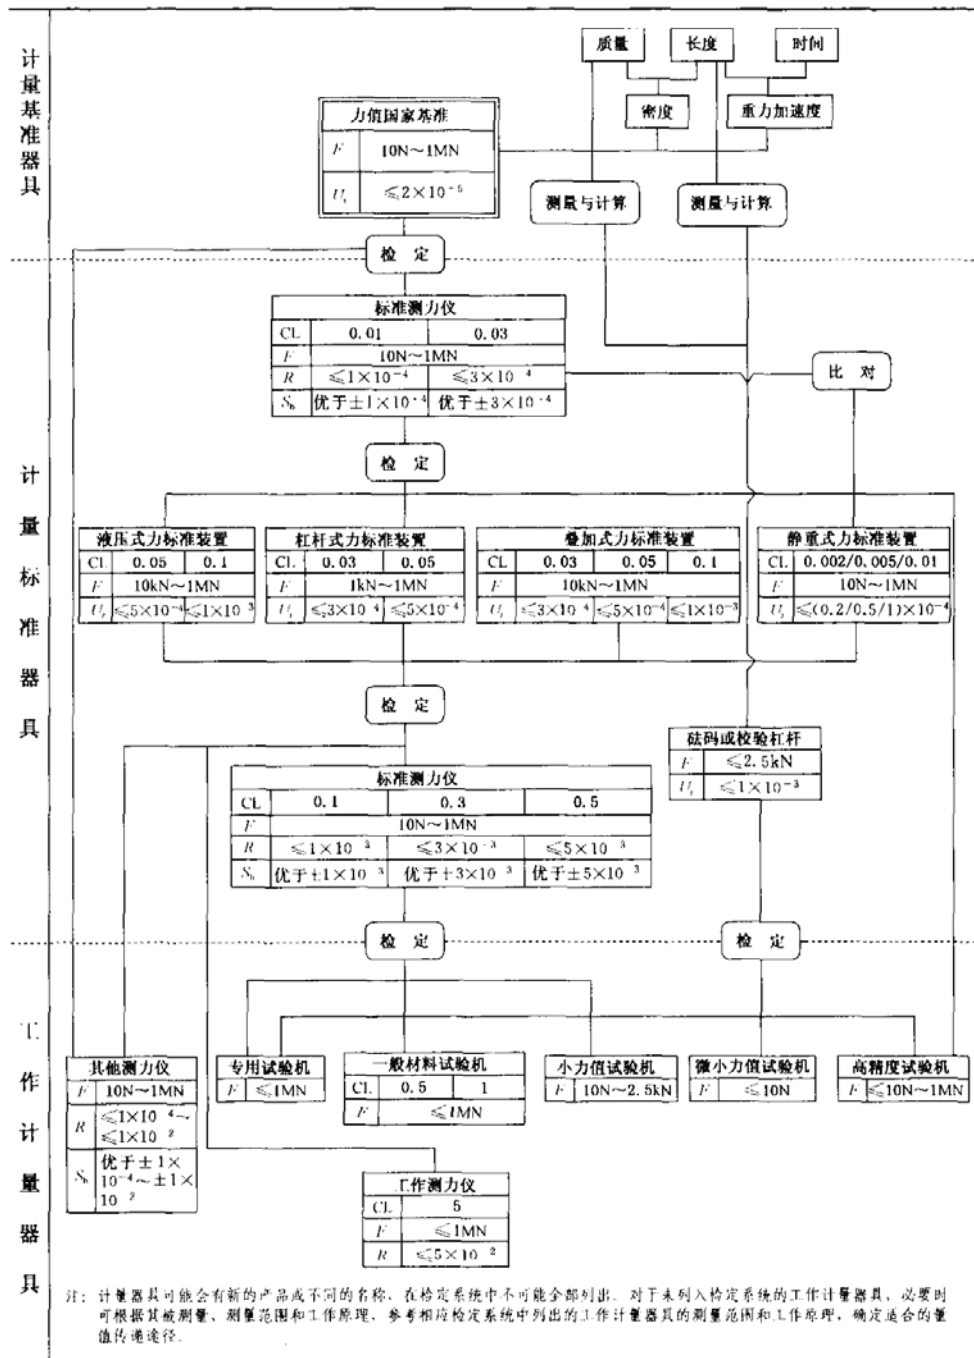 计量基准器具
质量 长度 时间
密度 重力加速度
力值国家基准
F 10N～1MN
Ur ≤2×10⁻⁵
测量与计算 测量与计算
检 定
计量标准器具
标准测力仪
CL 0.01 0.03
F 10N～1MN
R ≤1×10⁻⁴ ≤3×10⁻⁴
Sb 优于±1×10⁻⁴ 优于±3×10⁻⁴
比 对
检 定
液压式力标准装置
CL 0.05 0.1
F 10kN～1MN
Ur ≤5×10⁻⁴ ≤1×10⁻³
杠杆式力标准装置
CL 0.03 0.05
F 1kN～1MN
Ur ≤3×10⁻⁴ ≤5×10⁻⁴
叠加式力标准装置
CL 0.03 0.05 0.1
F 10kN～1MN
Ur ≤3×10⁻⁴ ≤5×10⁻⁴ ≤1×10⁻³
静重式力标准装置
CL 0.002/0.005/0.01
F 10N～1MN
Ur ≤(0.2/0.5/1)×10⁻⁴
检 定
砝码或校验杠杆
F ≤2.5kN
Ur ≤1×10⁻³
标准测力仪
CL 0.1 0.3 0.5
F 10N～1MN
R ≤1×10⁻³ ≤3×10⁻³ ≤5×10⁻³
Sb 优于±1×10⁻³ 优于±3×10⁻³ 优于±5×10⁻³
检 定 检 定
工作计量器具
其他测力仪
F 10N～1MN
R ≤1×10⁻⁴～
≤1×10⁻²
Sb 优于±1×
10⁻⁴～±1×
10⁻²
专用试验机
F ≤1MN
一般材料试验机
CL 0.5 1
F ≤1MN
小力值试验机
F 10N～2.5kN
微小力值试验机
F ≤10N
高精度试验机
F ≤10N～1MN
工作测力仪
CL 5
F ≤1MN
R ≤5×10⁻²
注：计量器具可能会有新的产品或不同的名称，在检定系统中不可能全部列出。对于未列入检定系统的工作计量器具，必要时
可根据其被测量、测量范围和工作原理，参考相应检定系统中列出的工作计量器具的测量范围和工作原理，确定适合的量
值传递途径。